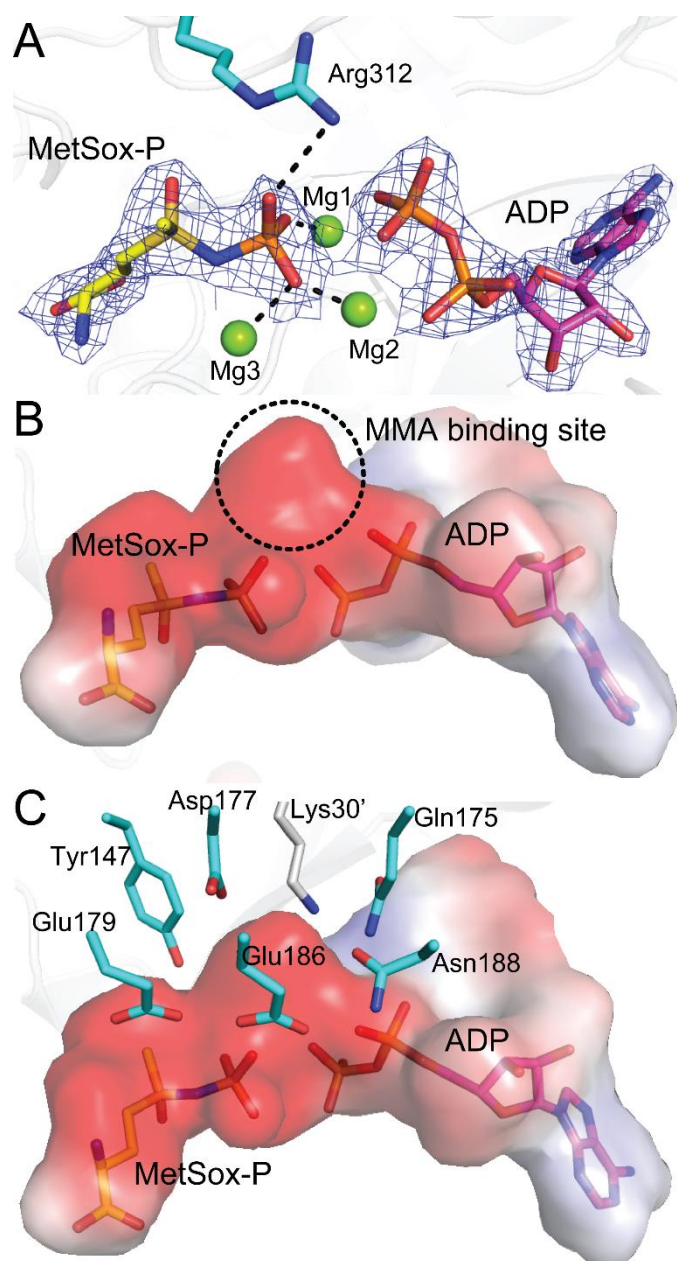 A
Arg312
MetSox-P
Mg1
ADP
Mg3
Mg2
B
MMA binding site
MetSox-P
ADP
C
Asp177
Lys30'
Gln175
Tyr147
Glu179
Glu186
Asn188
ADP
MetSox-P